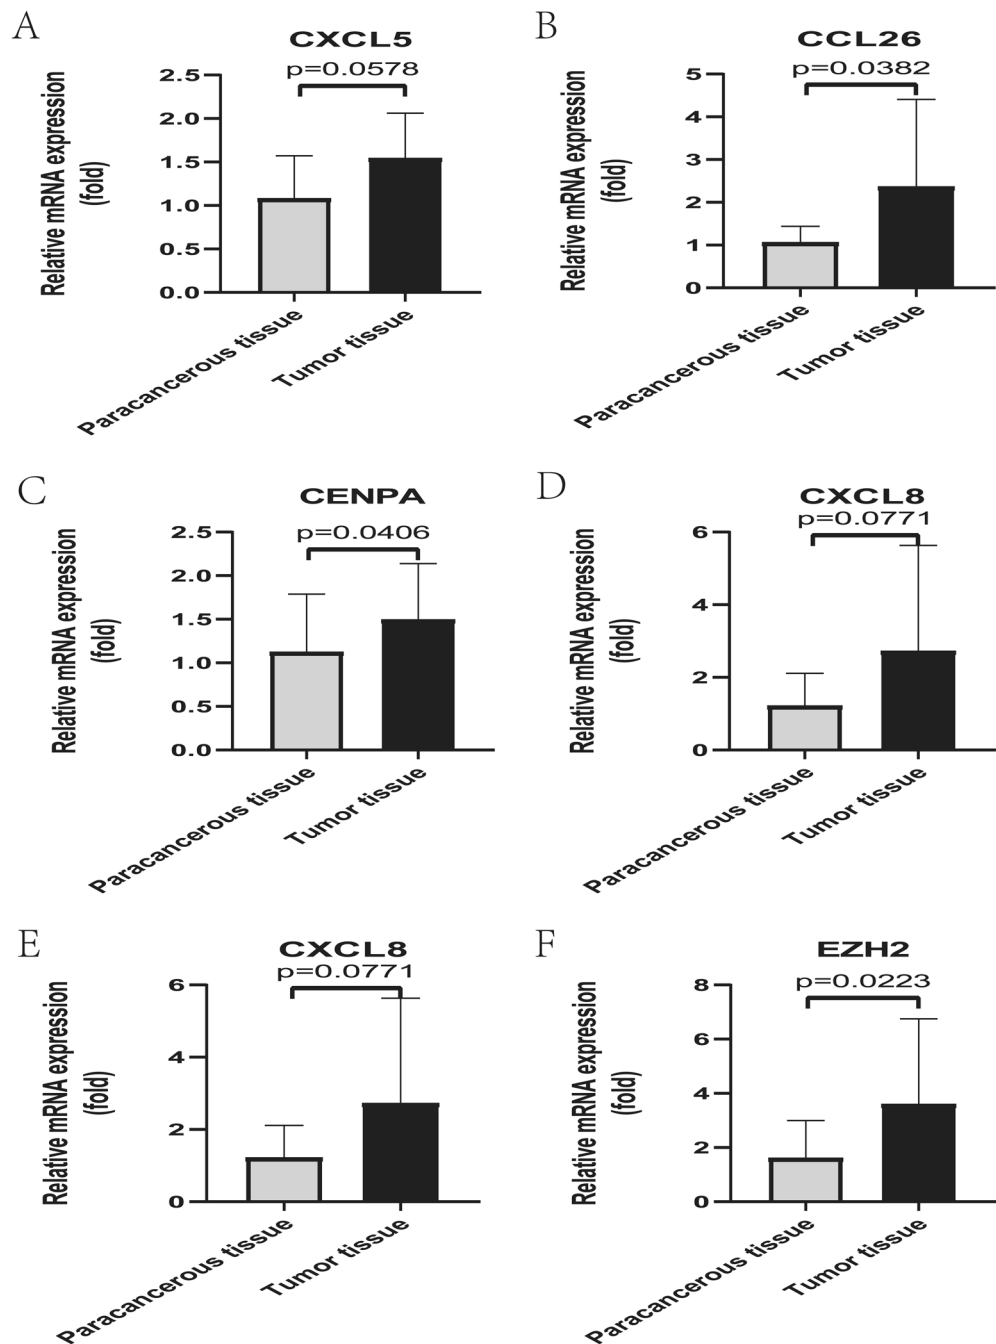 A
CXCL5
p=0.0578
Relative mRNA expression
(fold)
2.5
2.0
1.5
1.0
0.5
0.0
Paracancerous tissue
Tumor tissue
B
CCL26
p=0.0382
Relative mRNA expression
(fold)
5
4
3
2
1
0
Paracancerous tissue
Tumor tissue
C
CENPA
p=0.0406
Relative mRNA expression
(fold)
2.5
2.0
1.5
1.0
0.5
0.0
Paracancerous tissue
Tumor tissue
D
CXCL8
p=0.0771
Relative mRNA expression
(fold)
6
4
2
0
Paracancerous tissue
Tumor tissue
E
CXCL8
p=0.0771
Relative mRNA expression
(fold)
6
4
2
0
Paracancerous tissue
Tumor tissue
F
EZH2
p=0.0223
Relative mRNA expression
(fold)
8
6
4
2
0
Paracancerous tissue
Tumor tissue